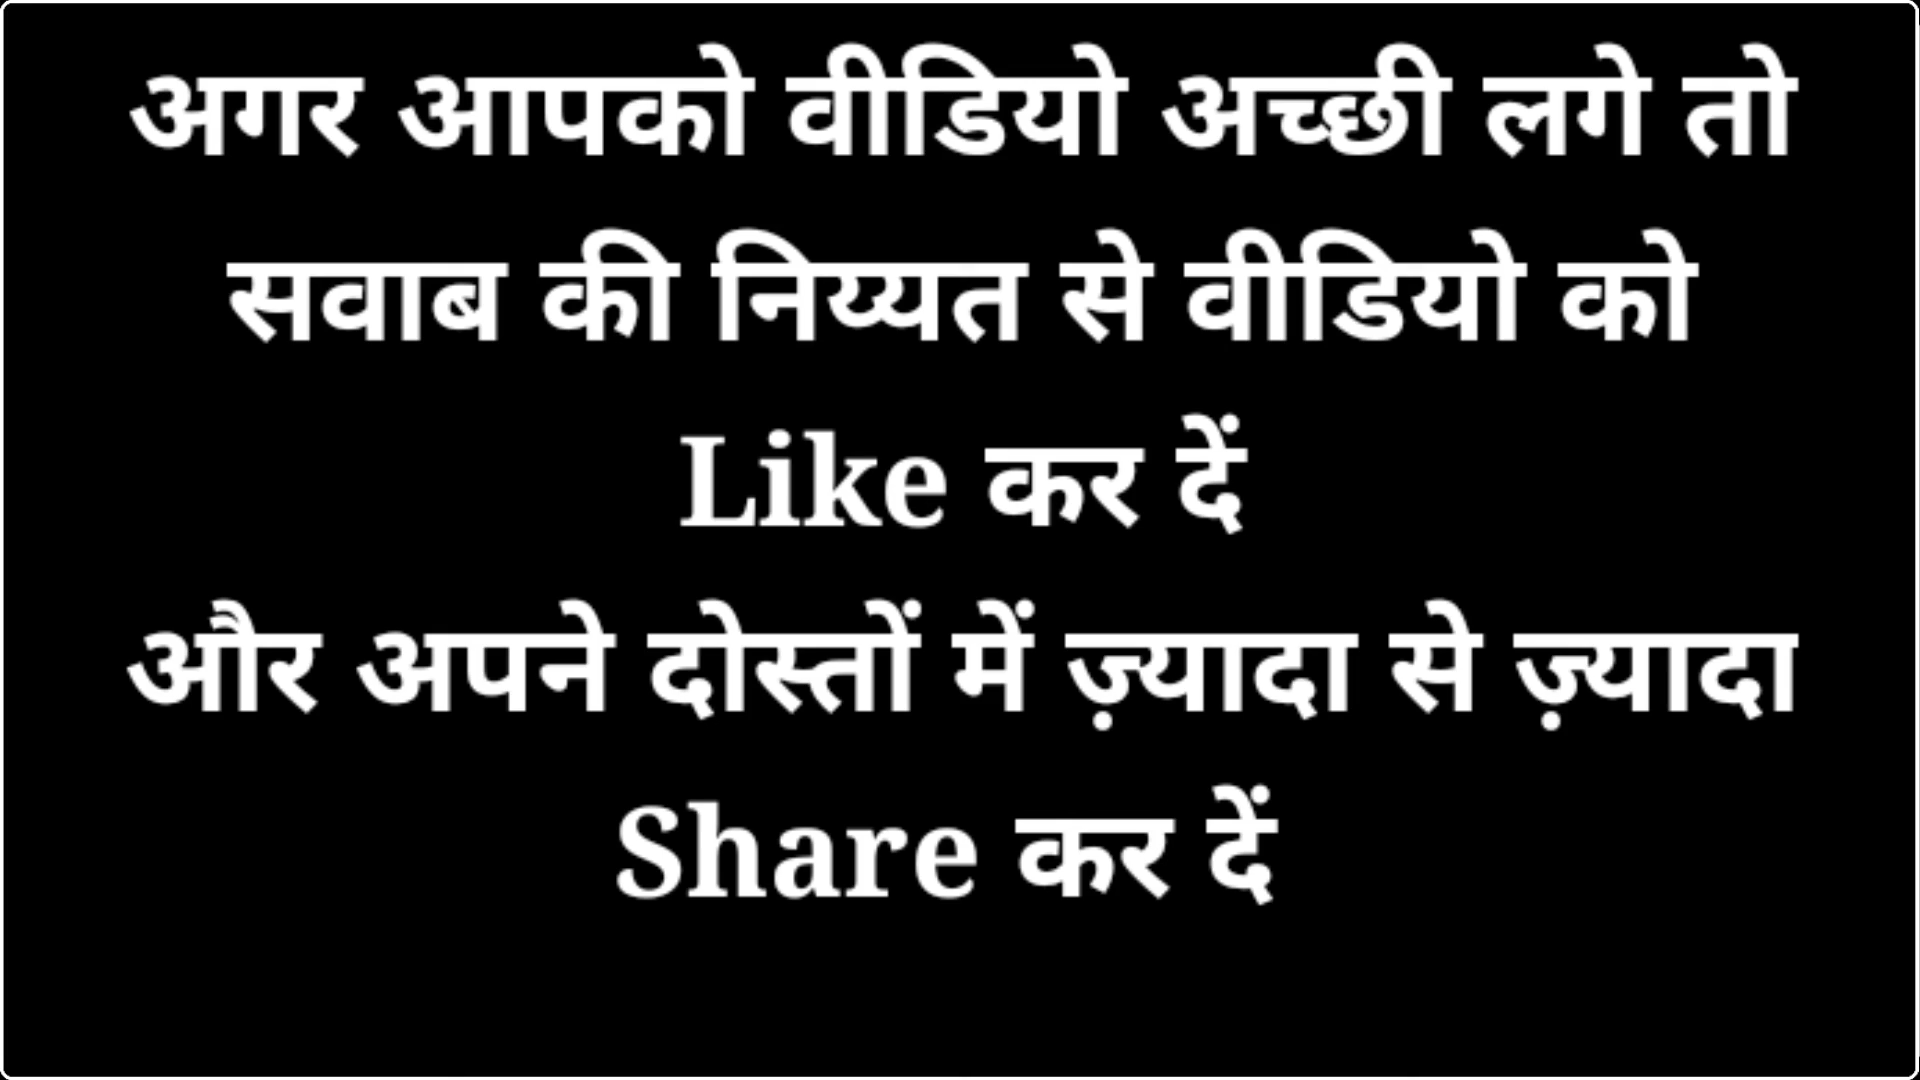 अगर आपको वीडियो अच्छी लगे तो
सवाब की निय्यत से वीडियो को
Like कर दें
और अपने दोस्तों में ज़्यादा से ज़्यादा
Share कर दें